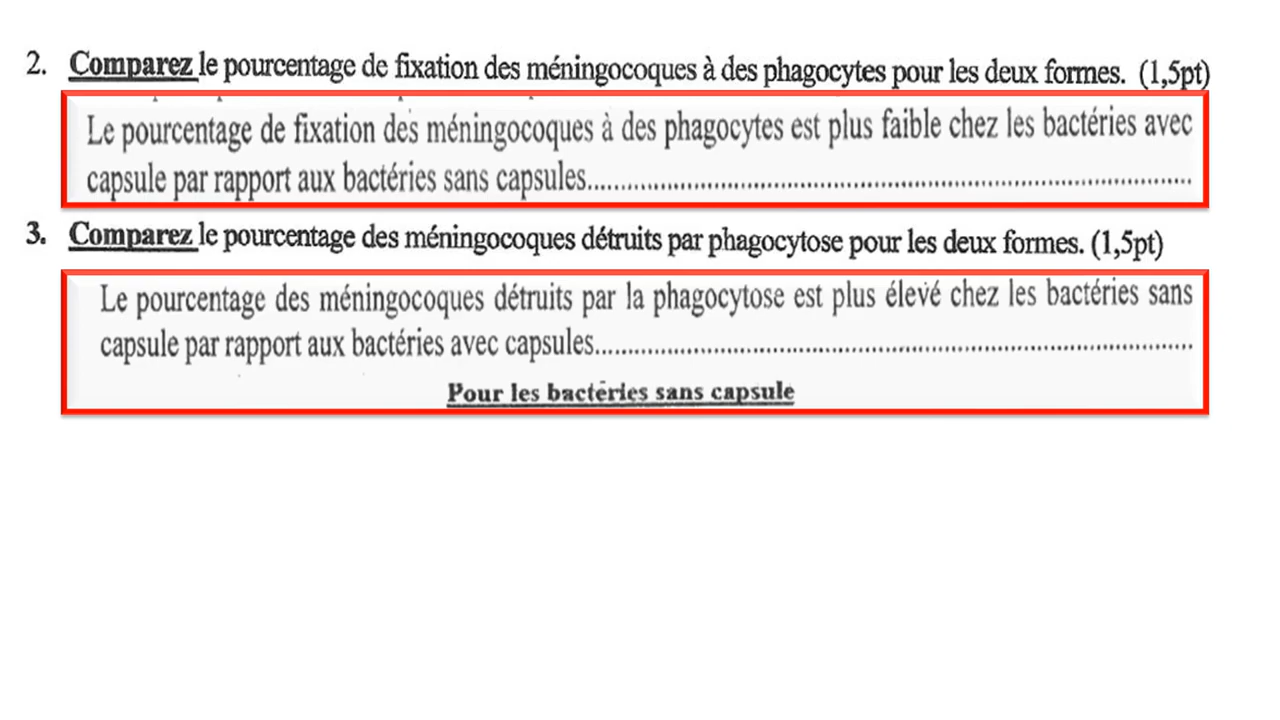 2. Comparez le pourcentage de fixation des méningocoques à des phagocytes pour les deux formes. (1,5pt)
Le pourcentage de fixation des méningocoques à des phagocytes est plus faible chez les bactéries avec
capsule par rapport aux bactéries sans capsules...............................................................................................
3. Comparez le pourcentage des méningocoques détruits par phagocytose pour les deux formes. (1,5pt)
Le pourcentage des méningocoques détruits par la phagocytose est plus élevé chez les bactéries sans
capsule par rapport aux bactéries avec capsules...............................................................................................
Pour les bactéries sans capsule